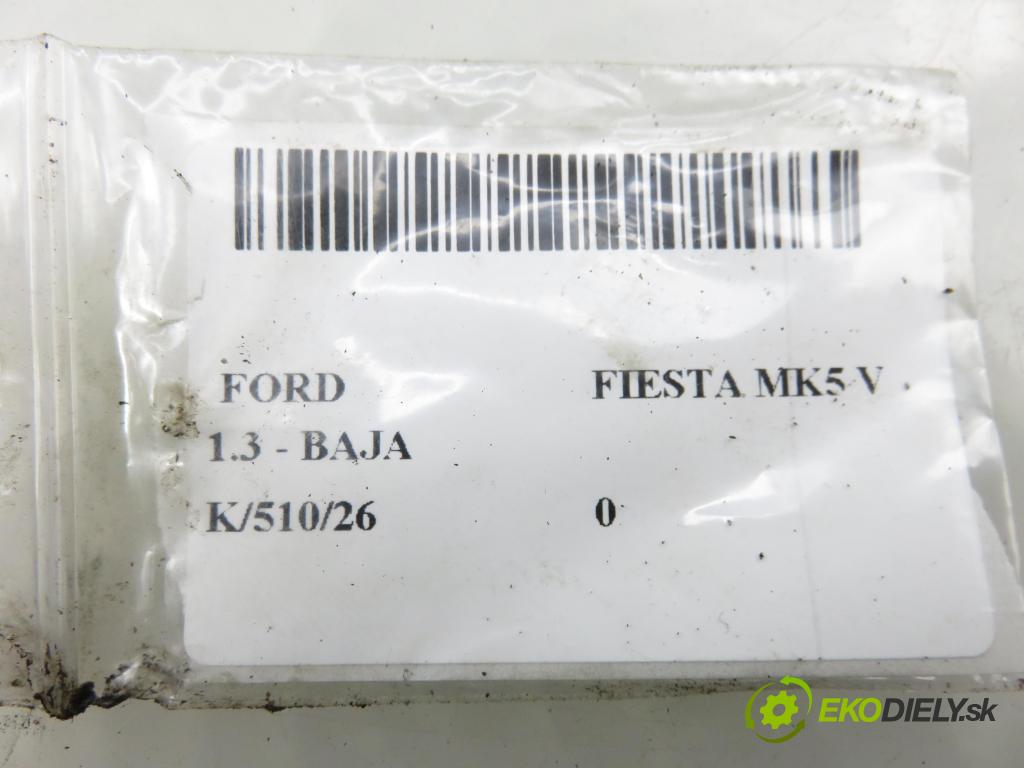 FORD FIESTA MK5 V
1.3 - BAJA
K/510/26 0
EKODIELY.sk